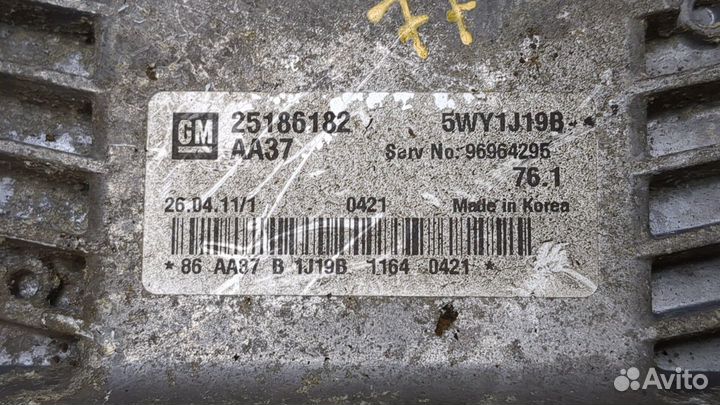 77
GM 25186182 5WY1J19B-
AA37 Serv No: 96964295
76.1
26.04.11/1 0421 Made in Korea
*86 AA37 B 1J19B 1164 0421*
Avito